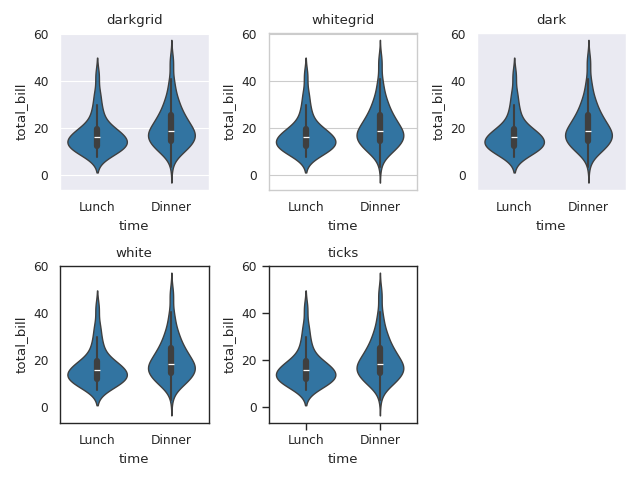 darkgrid
60
40
20
0
total_bill
Lunch Dinner
time
whitegrid
60
40
20
0
total_bill
Lunch Dinner
time
dark
60
40
20
0
total_bill
Lunch Dinner
time
white
60
40
20
0
total_bill
Lunch Dinner
time
ticks
60
40
20
0
total_bill
Lunch Dinner
time